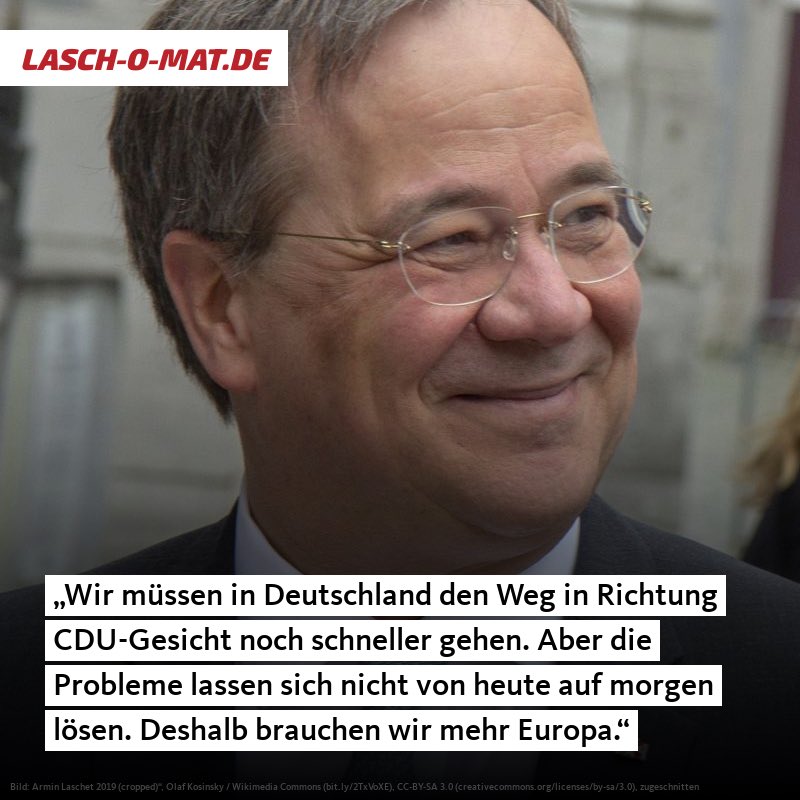 LASCH-O-MAT.DE
„Wir müssen in Deutschland den Weg in Richtung
CDU-Gesicht noch schneller gehen. Aber die
Probleme lassen sich nicht von heute auf morgen
lösen. Deshalb brauchen wir mehr Europa.“
Bild: Armin Laschet 2019 (cropped)“, Olaf Kosinsky / Wikimedia Commons (bit.ly/2TxVoXE), CC-BY-SA 3.0 (creativecommons.org/licenses/by-sa/3.0), zugeschnitten